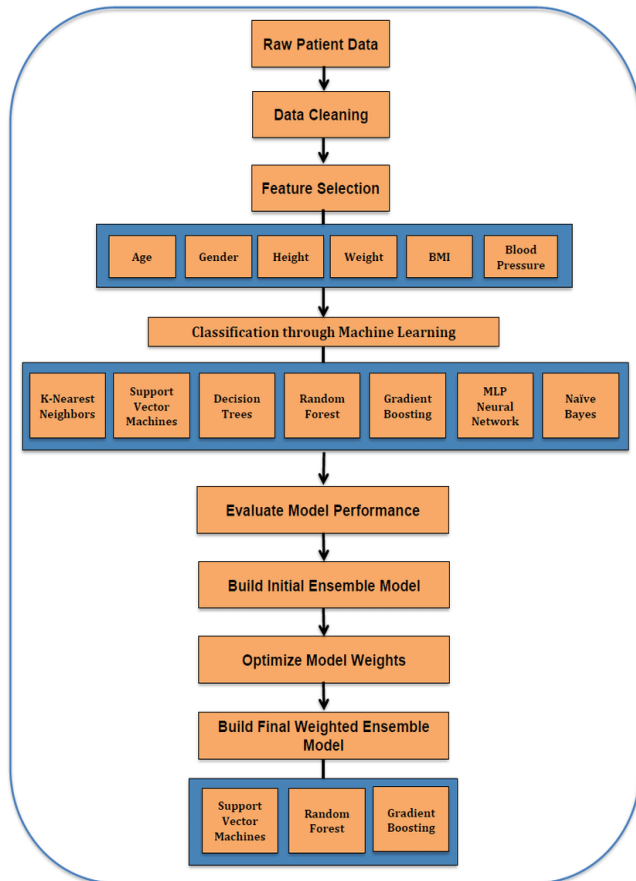 Raw Patient Data
Data Cleaning
Feature Selection
Age
Gender
Height
Weight
BMI
Blood
Pressure
Classification through Machine Learning
K-Nearest
Neighbors
Support
Vector
Machines
Decision
Trees
Random
Forest
Gradient
Boosting
MLP
Neural
Network
Naïve
Bayes
Evaluate Model Performance
Build Initial Ensemble Model
Optimize Model Weights
Build Final Weighted Ensemble
Model
Support
Vector
Machines
Random
Forest
Gradient
Boosting